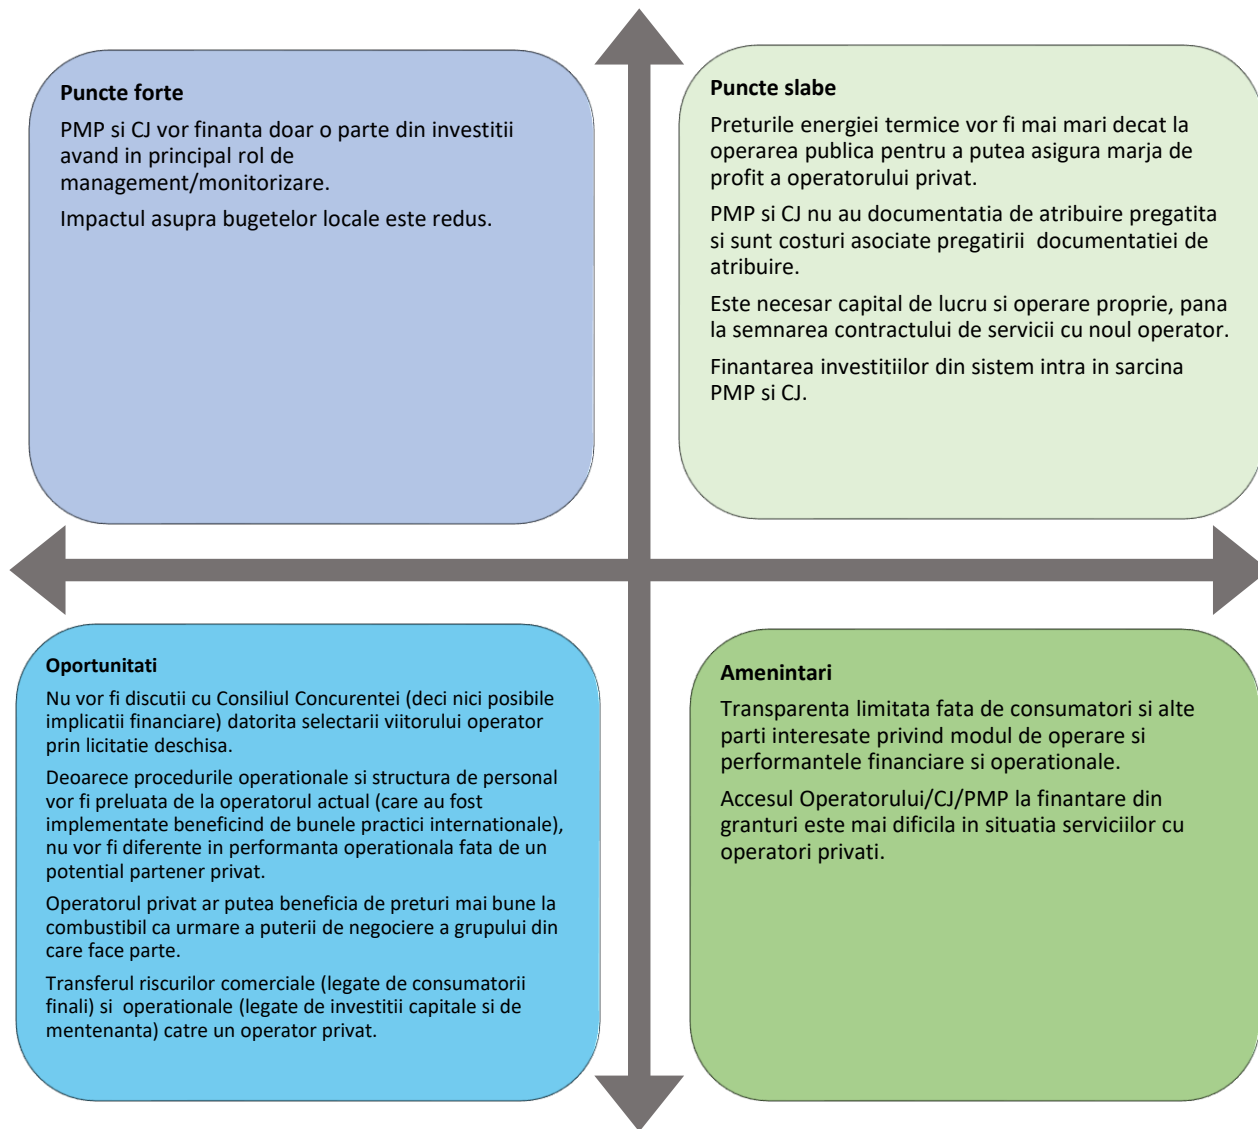 Puncte forte
PMP si CJ vor finanta doar o parte din investitii
avand in principal rol de
management/monitorizare.
Impactul asupra bugetelor locale este redus.
Puncte slabe
Preturile energiei termice vor fi mai mari decat la
operarea publica pentru a putea asigura marja de
profit a operatorului privat.
PMP si CJ nu au documentatia de atribuire pregatita
si sunt costuri asociate pregatirii documentatiei de
atribuire.
Este necesar capital de lucru si operare proprie, pana
la semnarea contractului de servicii cu noul operator.
Finantarea investitiilor din sistem intra in sarcina
PMP si CJ.
Oportunitati
Nu vor fi discutii cu Consiliul Concurentei (deci nici posibile
implicatii financiare) datorita selectarii viitorului operator
prin licitatie deschisa.
Deoarece procedurile operationale si structura de personal
vor fi preluata de la operatorul actual (care au fost
implementate beneficind de bunele practici internationale),
nu vor fi diferente in performanta operationala fata de un
potential partener privat.
Operatorul privat ar putea beneficia de preturi mai bune la
combustibil ca urmare a puterii de negociere a grupului din
care face parte.
Transferul riscurilor comerciale (legate de consumatorii
finali) si operationale (legate de investitii capitale si de
mentenanta) catre un operator privat.
Amenintari
Transparenta limitata fata de consumatori si alte
parti interesate privind modul de operare si
performantele financiare si operationale.
Accesul Operatorului/CJ/PMP la finantare din
granturi este mai dificila in situatia serviciilor cu
operatori privati.